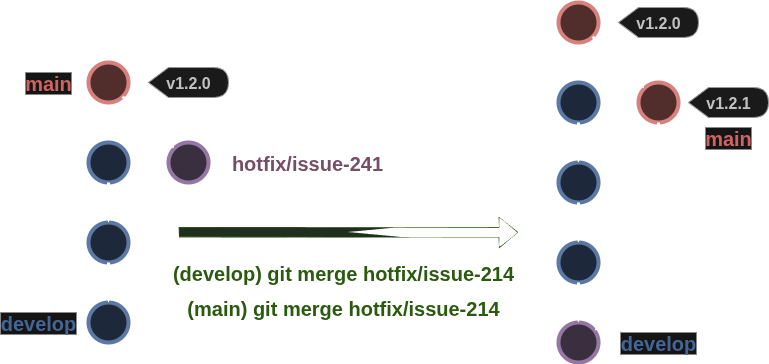 v1.2.0
main
v1.2.0
v1.2.1
main
hotfix/issue-241
(develop) git merge hotfix/issue-214
(main) git merge hotfix/issue-214
develop
develop